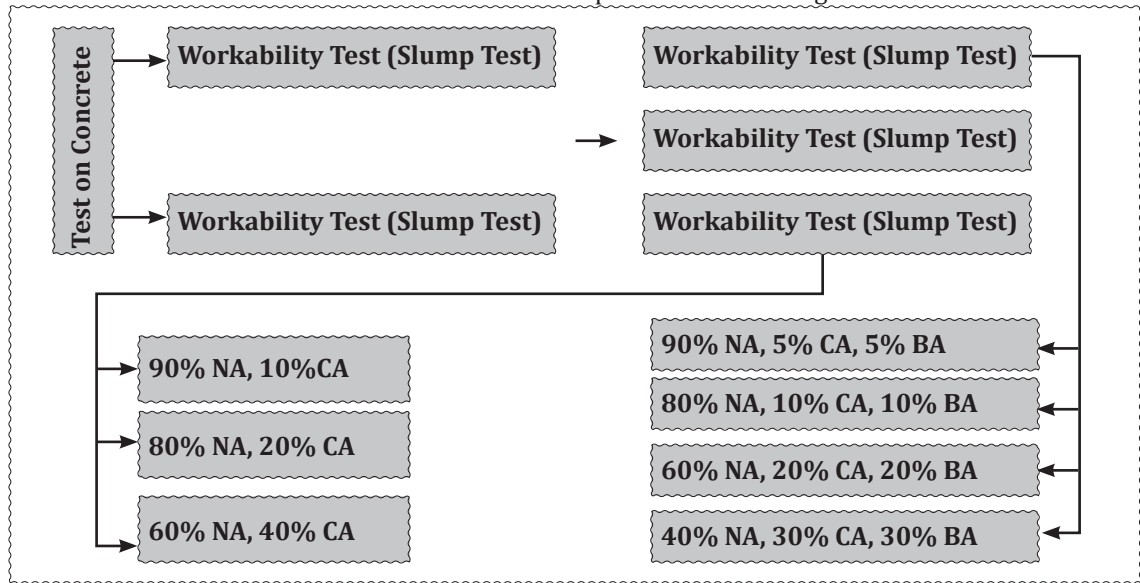 Test on Concrete
Workability Test (Slump Test)
Workability Test (Slump Test)
Workability Test (Slump Test)
Workability Test (Slump Test)
Workability Test (Slump Test)
90% NA, 10%CA
80% NA, 20% CA
60% NA, 40% CA
90% NA, 5% CA, 5% BA
80% NA, 10% CA, 10% BA
60% NA, 20% CA, 20% BA
40% NA, 30% CA, 30% BA